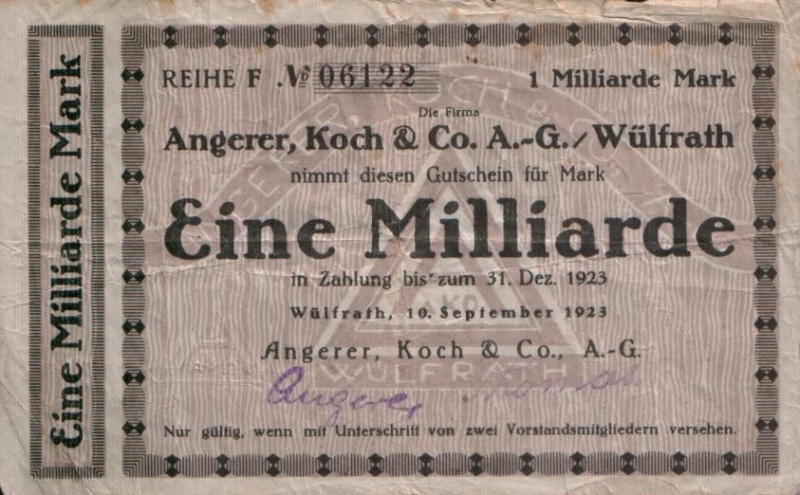 Eine Milliarde Mark
REIHE F № 06122 1 Milliarde Mark
Die Firma
Angerer, Koch & Co. A.-G./Wülfrath
nimmt diesen Gutschein für Mark
Eine Milliarde
in Zahlung bis zum 31. Dez. 1923
Wülfrath, 10. September 1923
Angerer, Koch & Co., A.-G.
WÜLFRATH
Angerer
Nur gültig, wenn mit Unterschrift von zwei Vorstandsmitgliedern versehen.